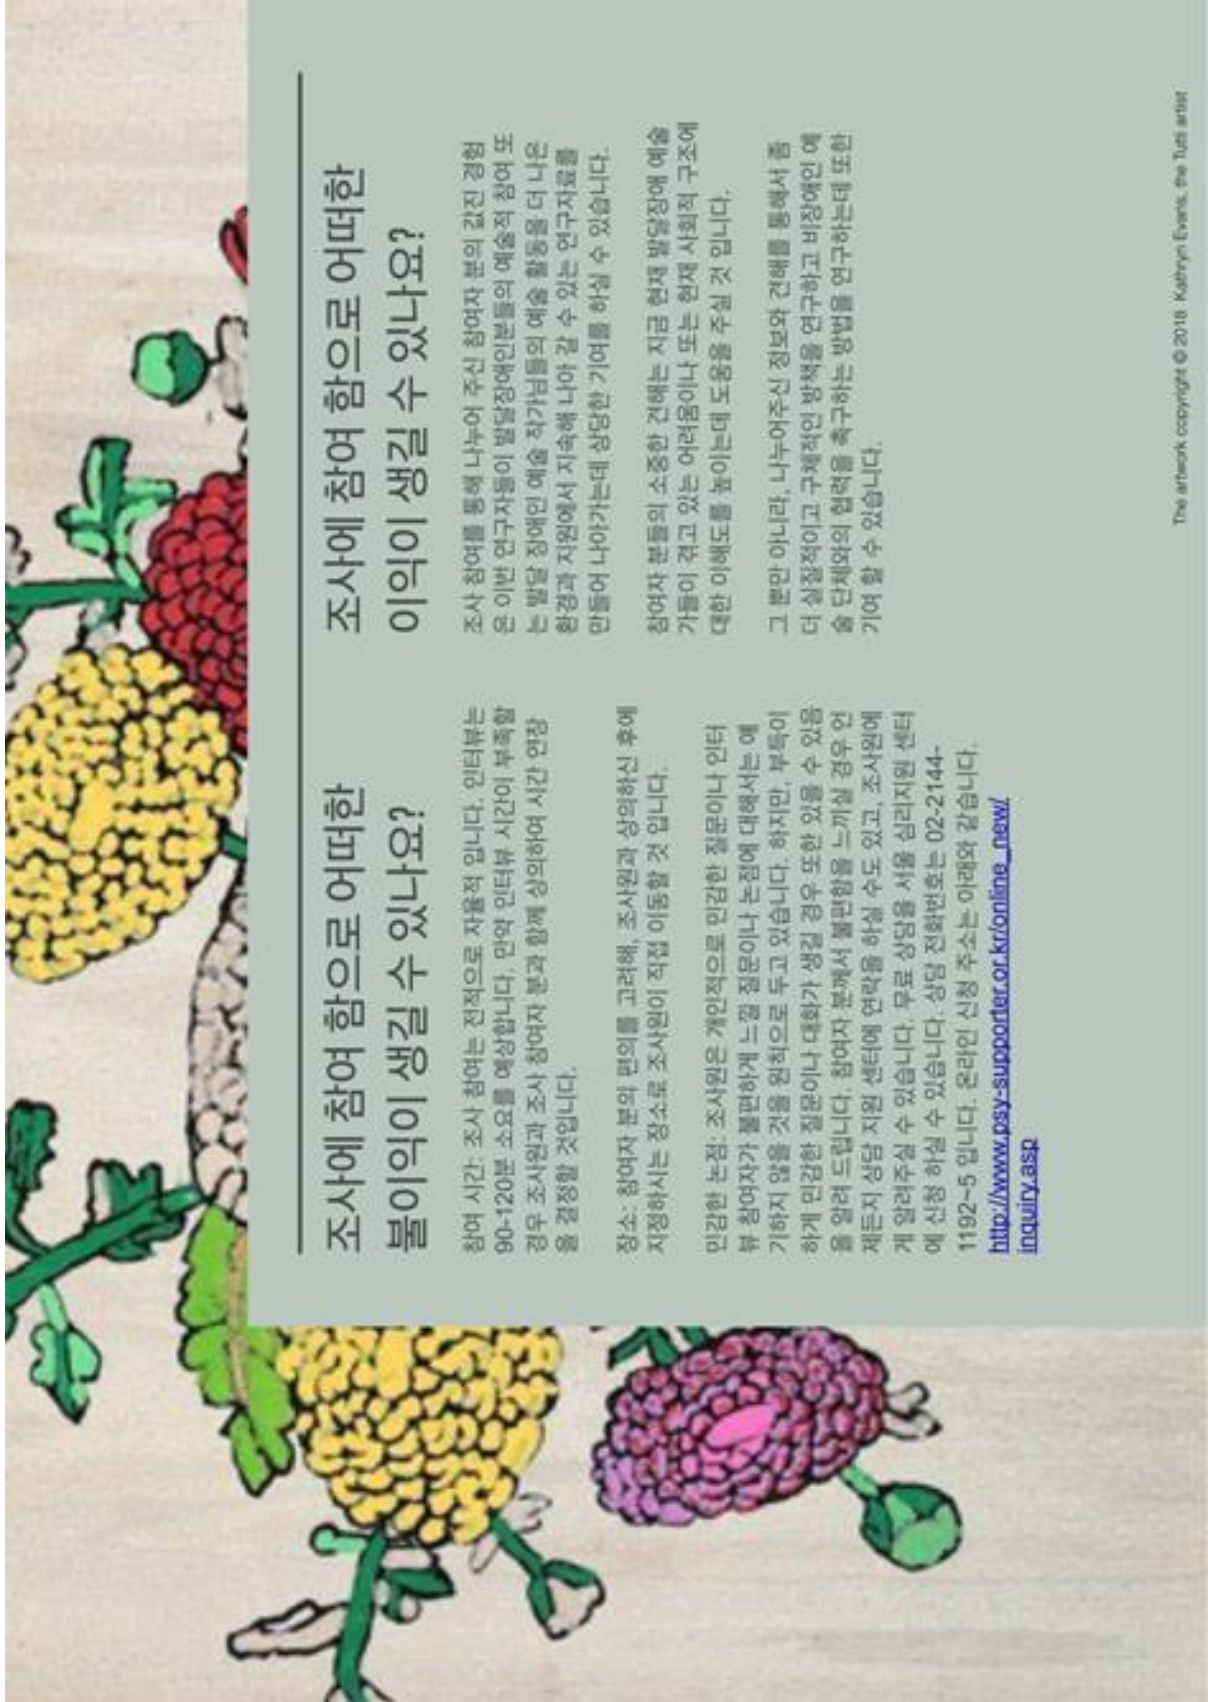 조사에 참여 함으로 어떠한
불이익이 생길 수 있나요?
참여 시간: 조사 참여는 전적으로 자율적 입니다. 인터뷰는
90-120분 소요를 예상합니다. 만약 인터뷰 시간이 부족할
경우 조사원과 조사 참여자 분과 함께 상의하여 시간 연장
을 결정할 것입니다.
장소: 참여자 분의 편의를 고려해, 조사원과 상의하신 후에
지정하시는 장소로 조사원이 직접 이동할 것 입니다.
민감한 논점: 조사원은 개인적으로 민감한 질문이나 인터
뷰 참여자가 불편하게 느낄 질문이나 논점에 대해서는 얘
기하지 않을 것을 원칙으로 두고 있습니다. 하지만, 부득이
하게 민감한 질문이나 대화가 생길 경우 또한 있을 수 있음
을 알려 드립니다. 참여자 분께서 불편함을 느끼실 경우 언
제든지 상담 지원 센터에 연락을 하실 수도 있고, 조사원에
게 알려주실 수 있습니다. 무료 상담을 서울 심리지원 센터
에 신청 하실 수 있습니다. 상담 전화번호는 02-2144-
1192~5 입니다. 온라인 신청 주소는 아래와 같습니다.
http://www.psy-supporter.or.kr/online_new/
inquiry.asp
조사에 참여 함으로 어떠한
이익이 생길 수 있나요?
조사 참여를 통해 나누어 주신 참여자 분의 값진 경험
은 이번 연구자들이 발달장애인분들의 예술적 참여 또
는 발달 장애인 예술 작가님들의 예술 활동을 더 나은
환경과 지원에서 지속해 나아 갈 수 있는 연구자료를
만들어 나아가는데 상당한 기여를 하실 수 있습니다.
참여자 분들의 소중한 견해는 지금 현재 발달장애 예술
가들이 겪고 있는 어려움이나 또는 현재 사회적 구조에
대한 이해도를 높이는데 도움을 주실 것 입니다.
그 뿐만 아니라, 나누어주신 정보와 견해를 통해서 좀
더 실질적이고 구체적인 방책을 연구하고 비장애인 예
술 단체와의 협력을 촉구하는 방법을 연구하는데 또한
기여 할 수 있습니다.
The artwork copyright © 2018 Kathryn Evans, the Tutti artist